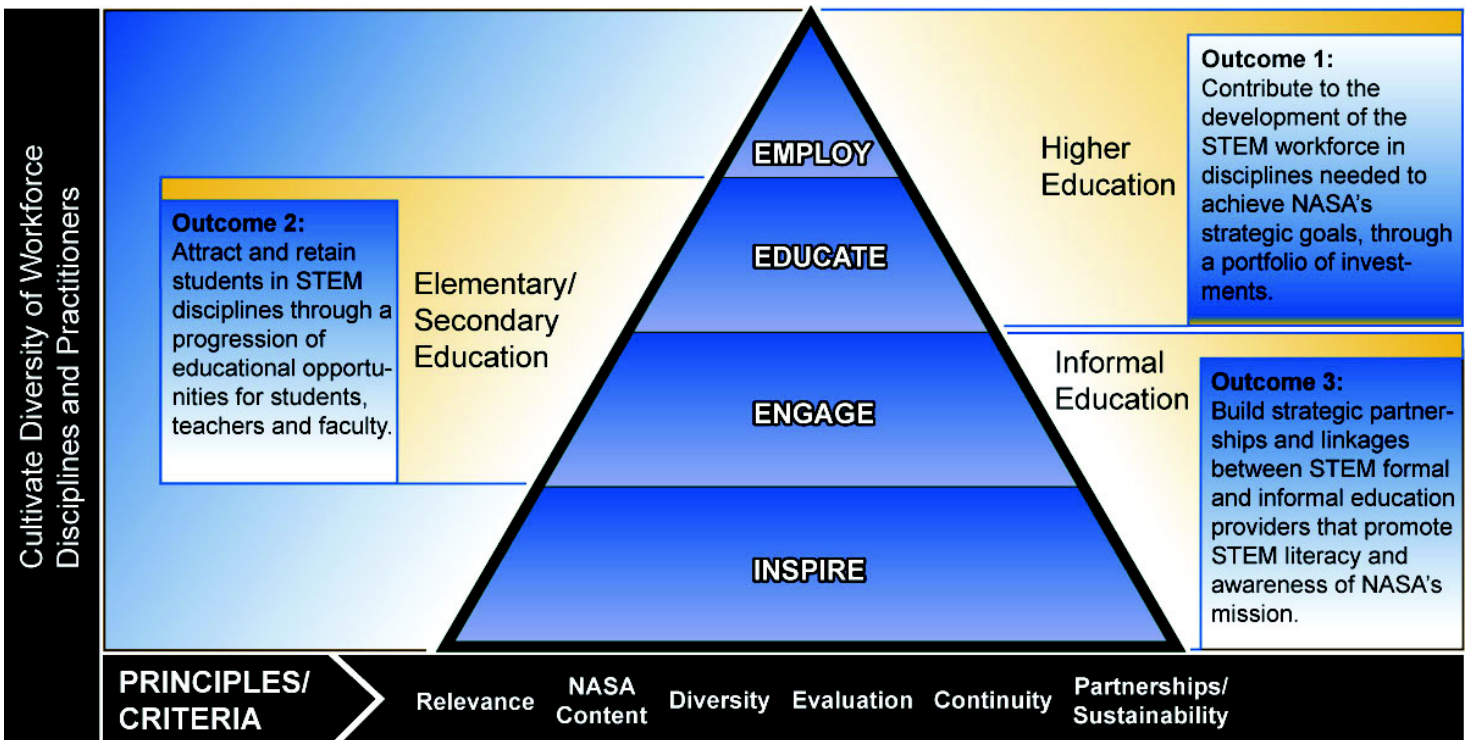 Cultivate Diversity of Workforce
Disciplines and Practitioners
Outcome 2:
Attract and retain
students in STEM
disciplines through a
progression of
educational opportu-
nities for students,
teachers and faculty.
Elementary/
Secondary
Education
EMPLOY
EDUCATE
ENGAGE
INSPIRE
Higher
Education
Outcome 1:
Contribute to the
development of the
STEM workforce in
disciplines needed to
achieve NASA's
strategic goals, through
a portfolio of invest-
ments.
Informal
Education
Outcome 3:
Build strategic partner-
ships and linkages
between STEM formal
and informal education
providers that promote
STEM literacy and
awareness of NASA's
mission.
PRINCIPLES/
CRITERIA
Relevance
NASA
Content
Diversity
Evaluation
Continuity
Partnerships/
Sustainability